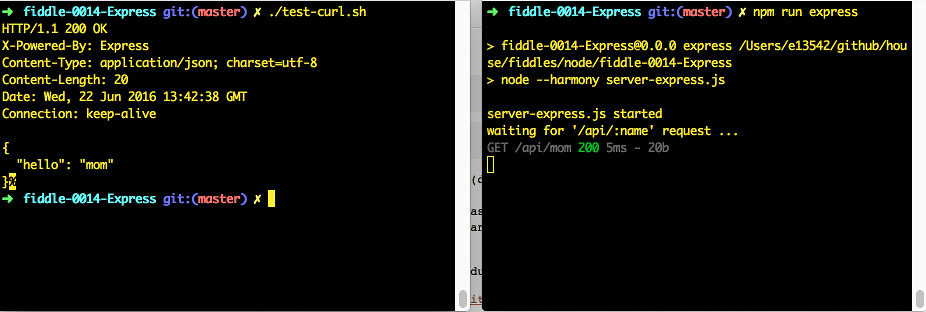 ➜ fiddle-0014-Express git:(master) ✗ ./test-curl.sh
HTTP/1.1 200 OK
X-Powered-By: Express
Content-Type: application/json; charset=utf-8
Content-Length: 20
Date: Wed, 22 Jun 2016 13:42:38 GMT
Connection: keep-alive
{
"hello": "mom"
}%
➜ fiddle-0014-Express git:(master) ✗
➜ fiddle-0014-Express git:(master) ✗ npm run express
> fiddle-0014-Express@0.0.0 express /Users/e13542/github/hou
se/fiddles/node/fiddle-0014-Express
> node --harmony server-express.js
server-express.js started
waiting for '/api/:name' request ...
GET /api/mom 200 5ms - 20b